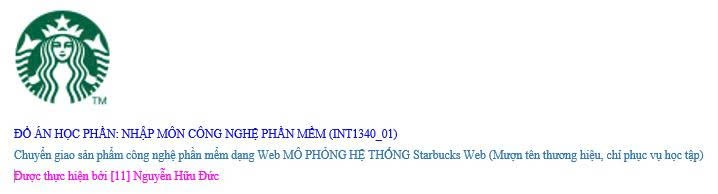 TM
ĐỒ ÁN HỌC PHẦN: NHẬP MÔN CÔNG NGHỆ PHẦN MỀM (INT1340_01)
Chuyển giao sản phẩm công nghệ phần mềm dạng Web MÔ PHỎNG HỆ THỐNG Starbucks Web (Mượn tên thương hiệu, chỉ phục vụ học tập)
Được thực hiện bởi [11] Nguyễn Hữu Đức